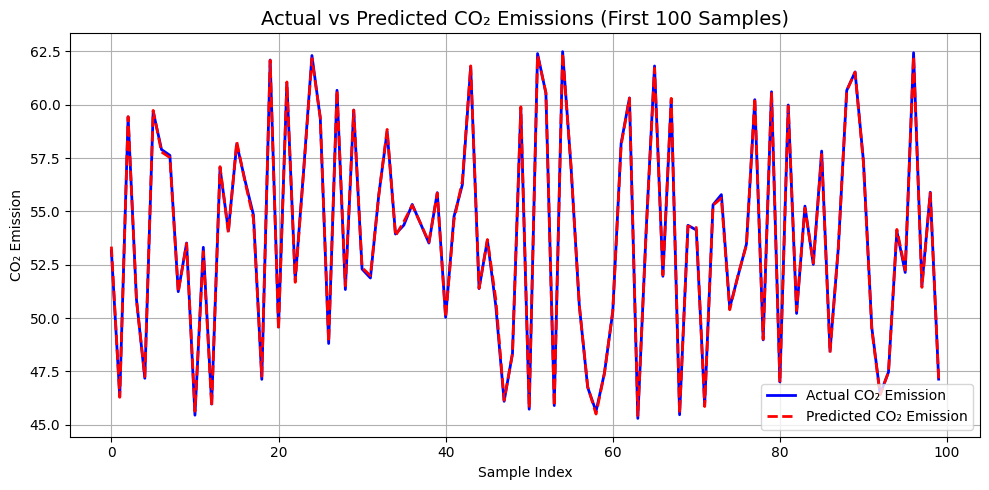 Actual vs Predicted CO₂ Emissions (First 100 Samples)
CO₂ Emission
62.5
60.0
57.5
55.0
52.5
50.0
47.5
45.0
Actual CO₂ Emission
Predicted CO₂ Emission
0
20
40
60
80
100
Sample Index